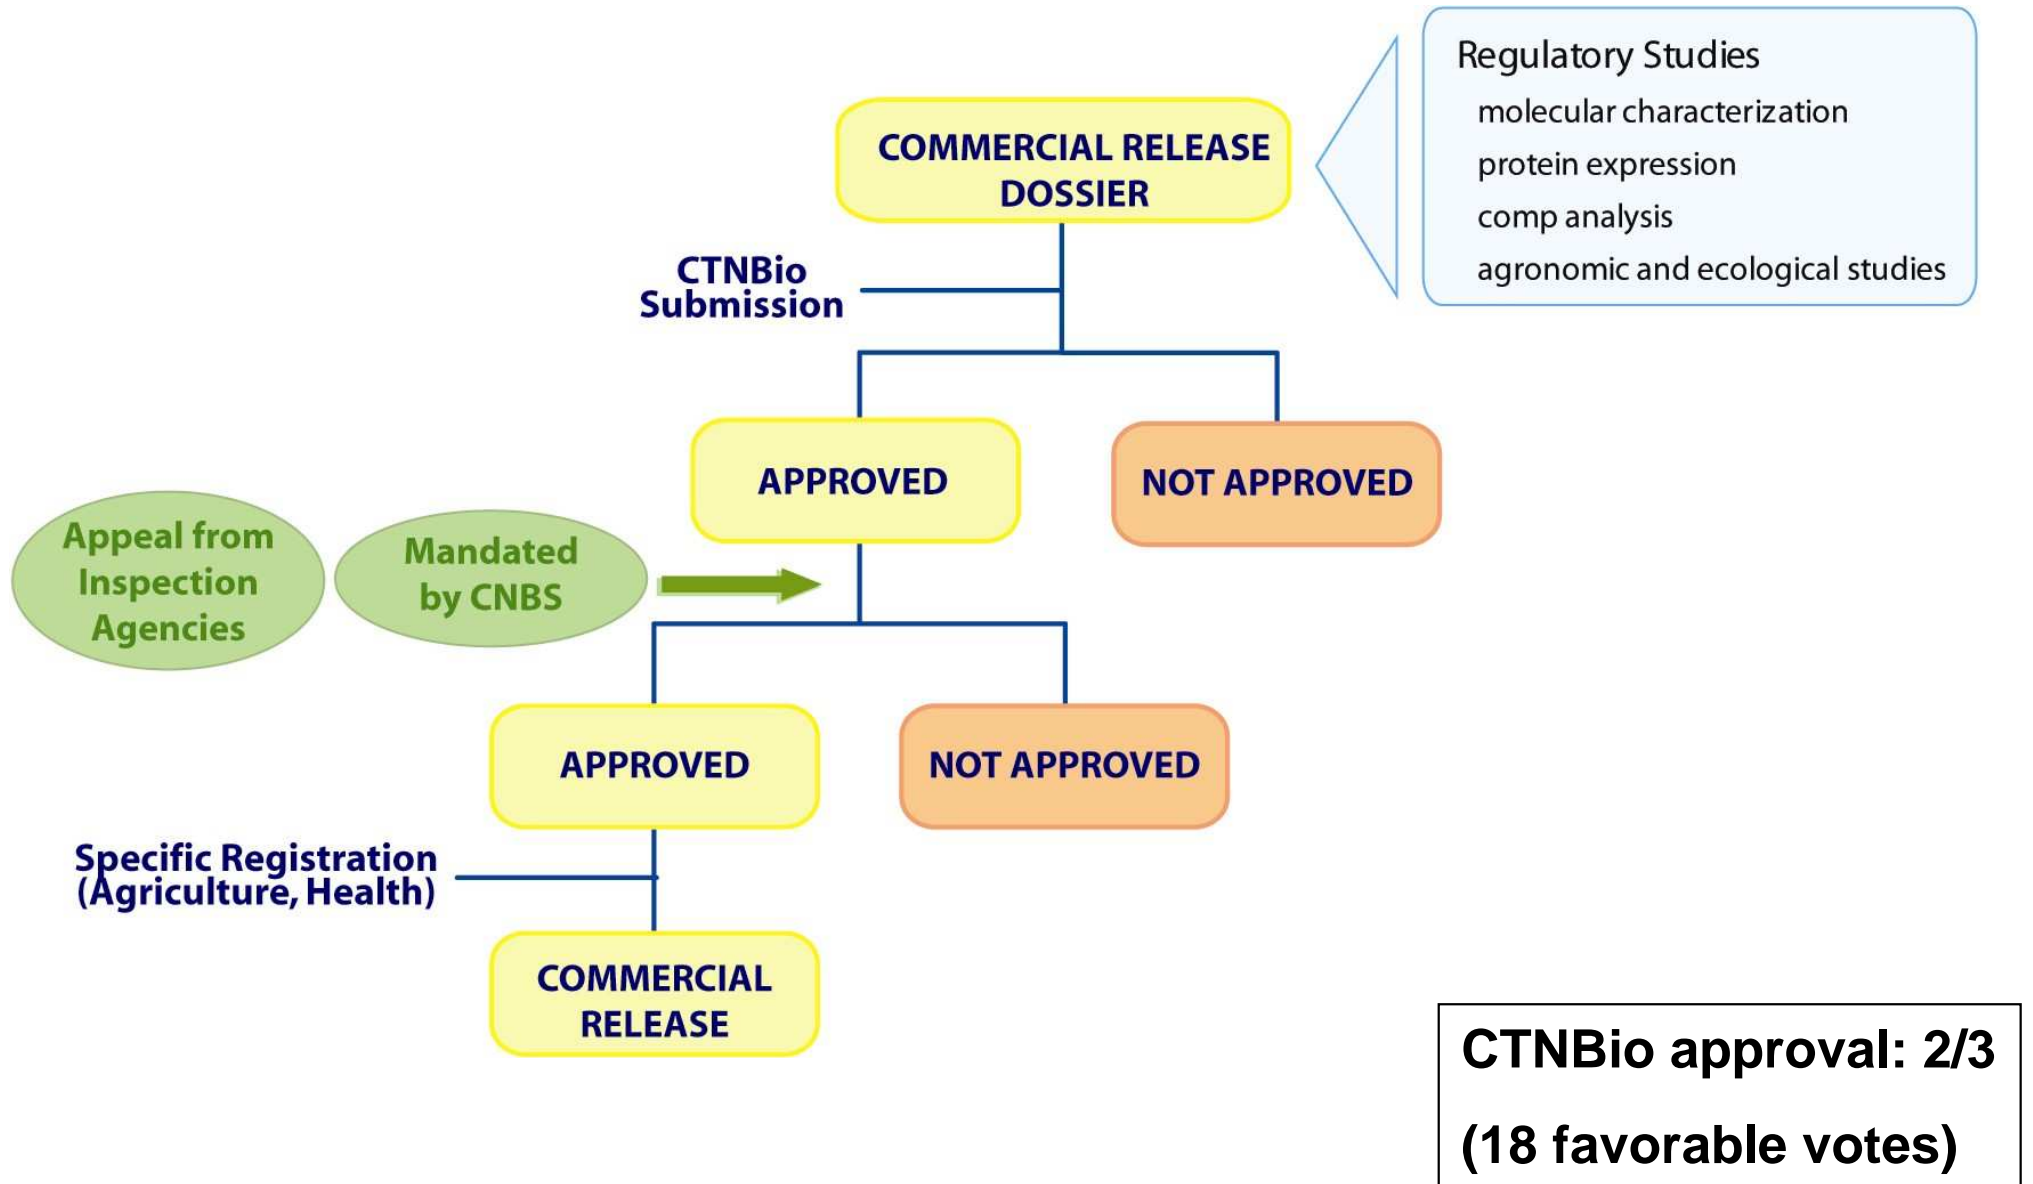 Regulatory Studies
molecular characterization
protein expression
comp analysis
agronomic and ecological studies
COMMERCIAL RELEASE
DOSSIER
CTNBio
Submission
APPROVED
NOT APPROVED
Appeal from
Inspection
Agencies
Mandated
by CNBS
APPROVED
NOT APPROVED
Specific Registration
(Agriculture, Health)
COMMERCIAL
RELEASE
CTNBio approval: 2/3
(18 favorable votes)